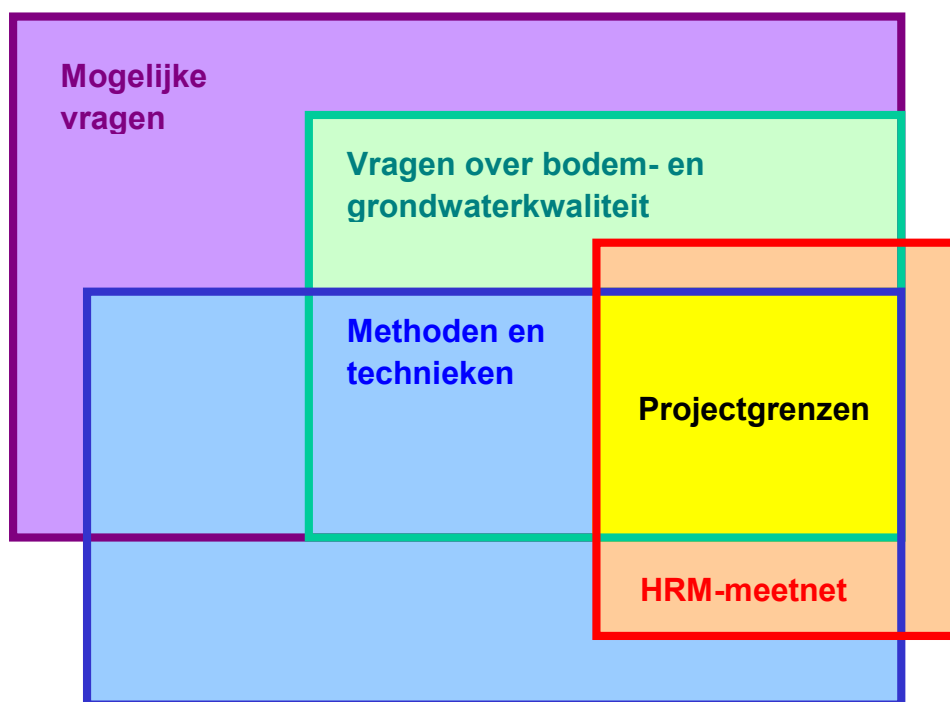 Mogelijke
vragen
Vragen over bodem- en
grondwaterkwaliteit
Methoden en
technieken
Projectgrenzen
HRM-meetnet